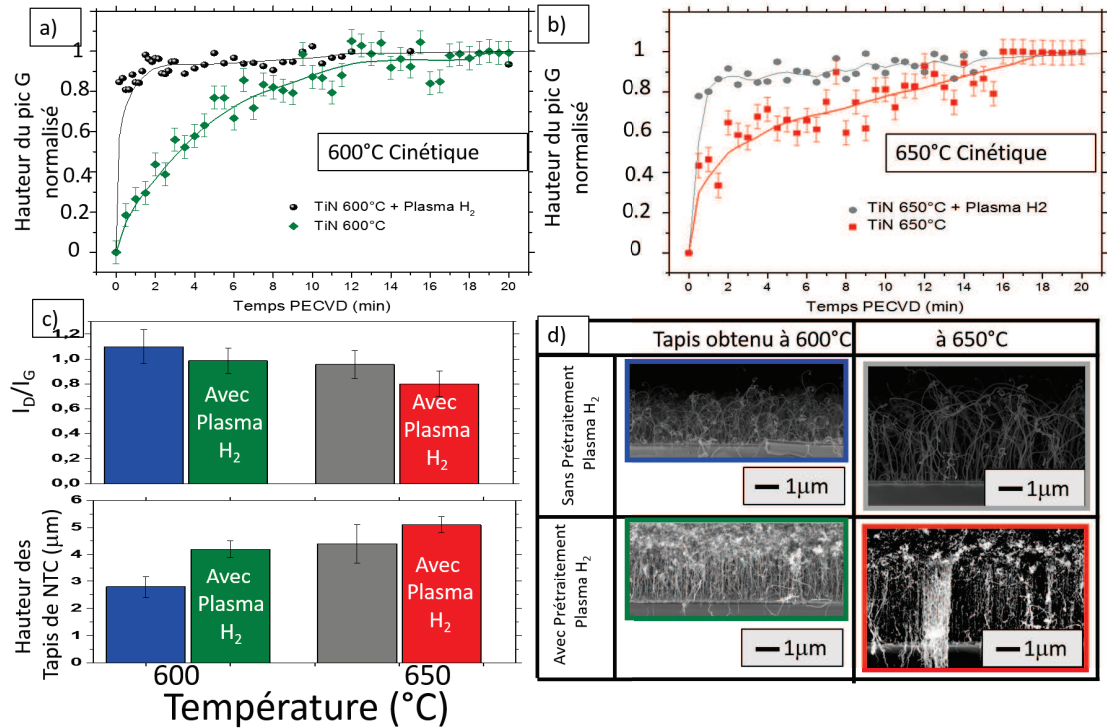 a)
Hauteur du pic G
normalisé
1
0.8
0.6
0.4
0.2
0
600°C Cinétique
TiN 600°C + Plasma H2
TiN 600°C
0 2 4 6 8 10 12 14 16 18 20
Temps PECVD (min)
b)
Hauteur du pic G
normalisé
1
0.8
0.6
0.4
0.2
0
650°C Cinétique
TiN 650°C + Plasma H2
TiN 650°C
0 2 4 6 8 10 12 14 16 18 20
Temps PECVD (min)
c)
ID/IG
1,2
1,0
0,8
0,6
0,4
0,2
0,0
Avec
Plasma
H2
Avec
Plasma
H2
Hauteur des
Tapis de NTC (µm)
6
5
4
3
2
1
0
Avec
Plasma
H2
Avec
Plasma
H2
600 650
Température (°C)
d)
Tapis obtenu à 600°C
à 650°C
Sans Prétraitement
Plasma H2
1µm
1µm
Avec Prétraitement
Plasma H2
1µm
1µm